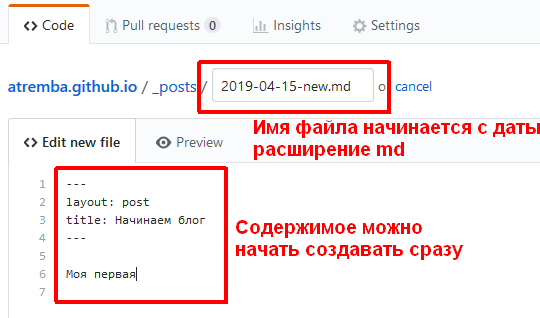 Code Pull requests 0 Insights Settings
atremba.github.io / _posts / 2019-04-15-new.md o cancel
Имя файла начинается с даты
расширение md
Edit new file Preview
1 ---
2 layout: post
3 title: Начинаем блог
4 ---
5
6 Моя первая
7
Содержимое можно
начать создавать сразу